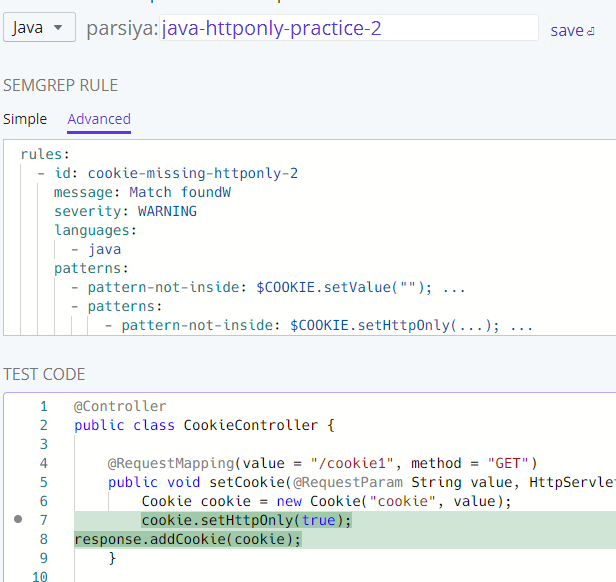 Java
parsiya:java-httponly-practice-2
save
SEMGREP RULE
Simple
Advanced
rules:
- id: cookie-missing-httponly-2
message: Match foundW
severity: WARNING
languages:
- java
patterns:
- pattern-not-inside: $COOKIE.setValue(""); ...
- patterns:
- pattern-not-inside: $COOKIE.setHttpOnly(...); ...
TEST CODE
1 @Controller
2 public class CookieController {
3
4 @RequestMapping(value = "/cookie1", method = "GET")
5 public void setCookie(@RequestParam String value, HttpServlet
6 Cookie cookie = new Cookie("cookie", value);
7 cookie.setHttpOnly(true);
8 response.addCookie(cookie);
9 }
10